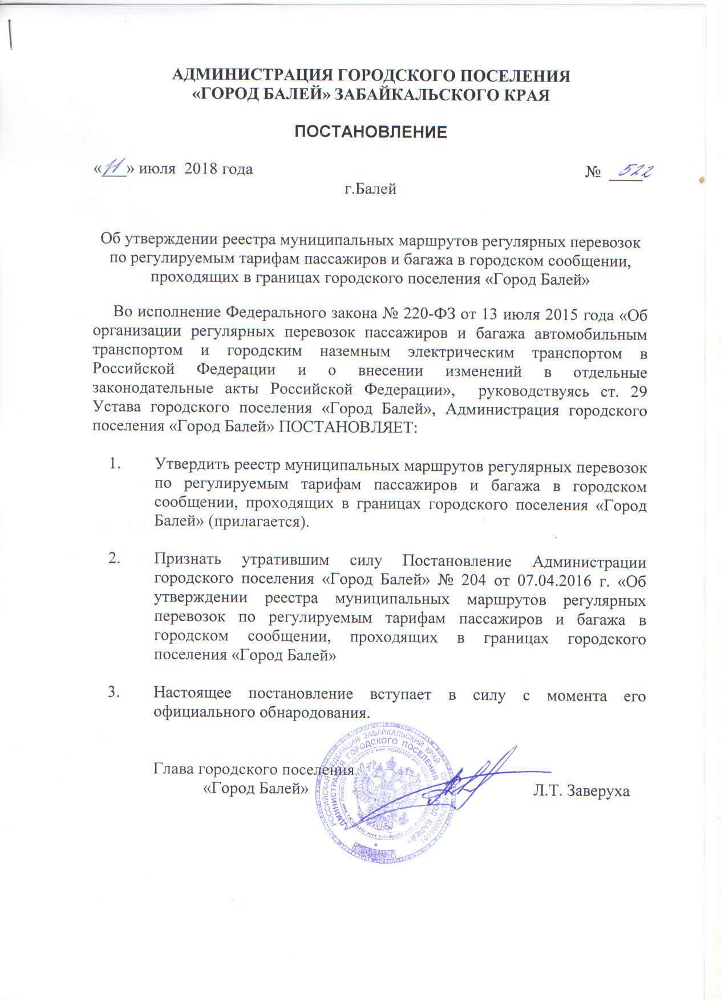 АДМИНИСТРАЦИЯ ГОРОДСКОГО ПОСЕЛЕНИЯ
«ГОРОД БАЛЕЙ» ЗАБАЙКАЛЬСКОГО КРАЯ
ПОСТАНОВЛЕНИЕ
«11» июля 2018 года № 522
г.Балей
Об утверждении реестра муниципальных маршрутов регулярных перевозок
по регулируемым тарифам пассажиров и багажа в городском сообщении,
проходящих в границах городского поселения «Город Балей»
Во исполнение Федерального закона № 220-ФЗ от 13 июля 2015 года «Об
организации регулярных перевозок пассажиров и багажа автомобильным
транспортом и городским наземным электрическим транспортом в
Российской Федерации и о внесении изменений в отдельные
законодательные акты Российской Федерации», руководствуясь ст. 29
Устава городского поселения «Город Балей», Администрация городского
поселения «Город Балей» ПОСТАНОВЛЯЕТ:
1. Утвердить реестр муниципальных маршрутов регулярных перевозок
по регулируемым тарифам пассажиров и багажа в городском
сообщении, проходящих в границах городского поселения «Город
Балей» (прилагается).
2. Признать утратившим силу Постановление Администрации
городского поселения «Город Балей» № 204 от 07.04.2016 г. «Об
утверждении реестра муниципальных маршрутов регулярных
перевозок по регулируемым тарифам пассажиров и багажа в
городском сообщении, проходящих в границах городского
поселения «Город Балей»
3. Настоящее постановление вступает в силу с момента его
официального обнародования.
Глава городского поселения
«Город Балей» Л.Т. Заверуха
РОССИЙСКАЯ ФЕДЕРАЦИЯ ЗАБАЙКАЛЬСКИЙ КРАЙ
АДМИНИСТРАЦИЯ ГОРОДСКОГО ПОСЕЛЕНИЯ «ГОРОД БАЛЕЙ»